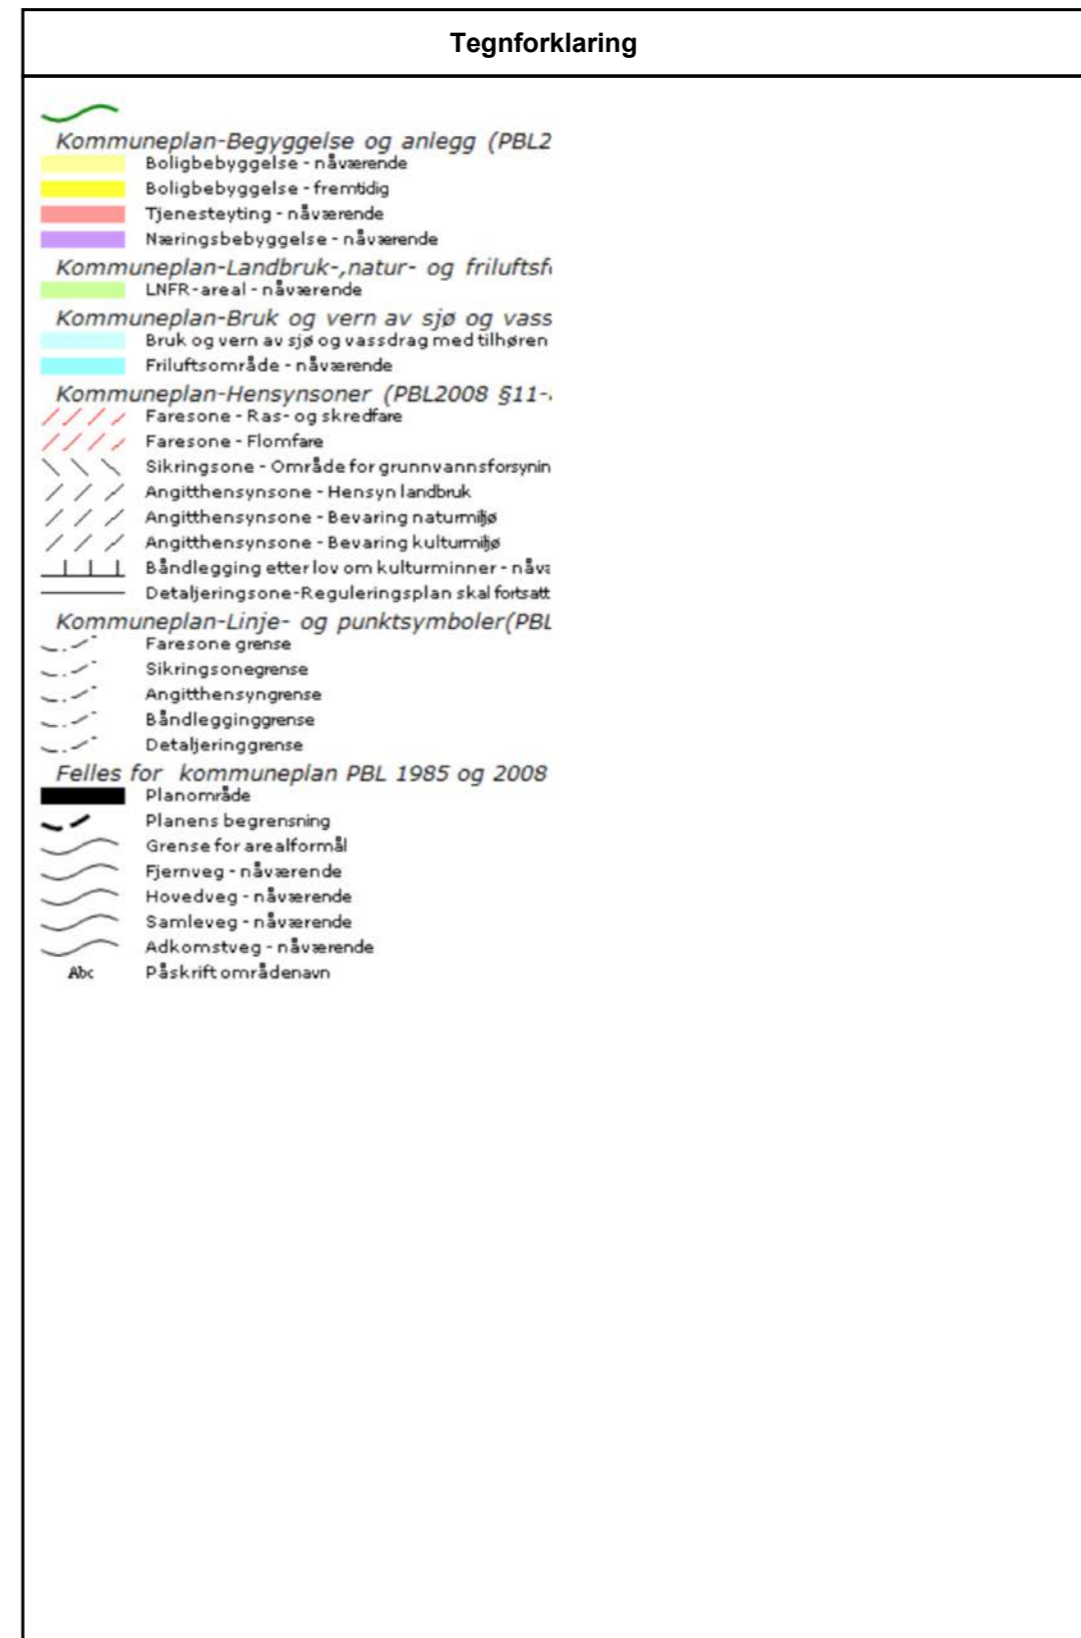 Tegnforklaring
Kommuneplan-Begyggelse og anlegg (PBL2
Boligbebyggelse - nåværende
Boligbebyggelse - fremtidig
Tjenesteyting - nåværende
Næringsbebyggelse - nåværende
Kommuneplan-Landbruk-,natur- og friluftsf
LNFR-areal - nåværende
Kommuneplan-Bruk og vern av sjø og vass
Bruk og vern av sjø og vassdrag med tilhøren
Friluftsområde - nåværende
Kommuneplan-Hensynsoner (PBL2008 §11-
Faresone - Ras- og skredfare
Faresone - Flomfare
Sikringsone - Område for grunnvannsforsynin
Angitthensynsone - Hensyn landbruk
Angitthensynsone - Bevaring naturmiljø
Angitthensynsone - Bevaring kulturmiljø
Båndlegging etter lov om kulturminner - nåvæ
Detaljeringsone-Reguleringsplan skal fortsatt
Kommuneplan-Linje- og punktsymboler(PBL
Faresone grense
Sikringsonegrense
Angitthensyngrense
Båndlegginggrense
Detaljeringgrense
Felles for kommuneplan PBL 1985 og 2008
Planområde
Planens begrensning
Grense for arealformål
Fjernveg - nåværende
Hovedveg - nåværende
Samleveg - nåværende
Adkomstveg - nåværende
Abc Påskrift områdenavn